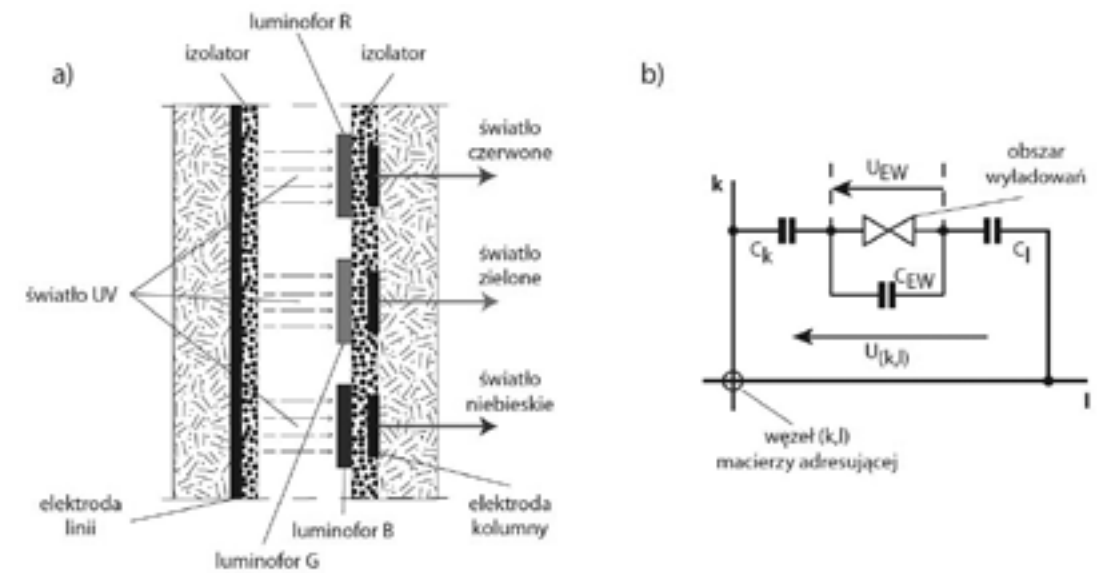 luminofor R
izolator
izolator
a)
światło
czerwone
światło
zielone
światło UV
światło
niebieskie
elektroda
linii
luminofor B
elektroda
kolumny
luminofor G
b)
obszar
wyładowań
UEW
k
Ck
Cl
CEW
U(k,l)
l
węzeł (k,l)
macierzy adresującej